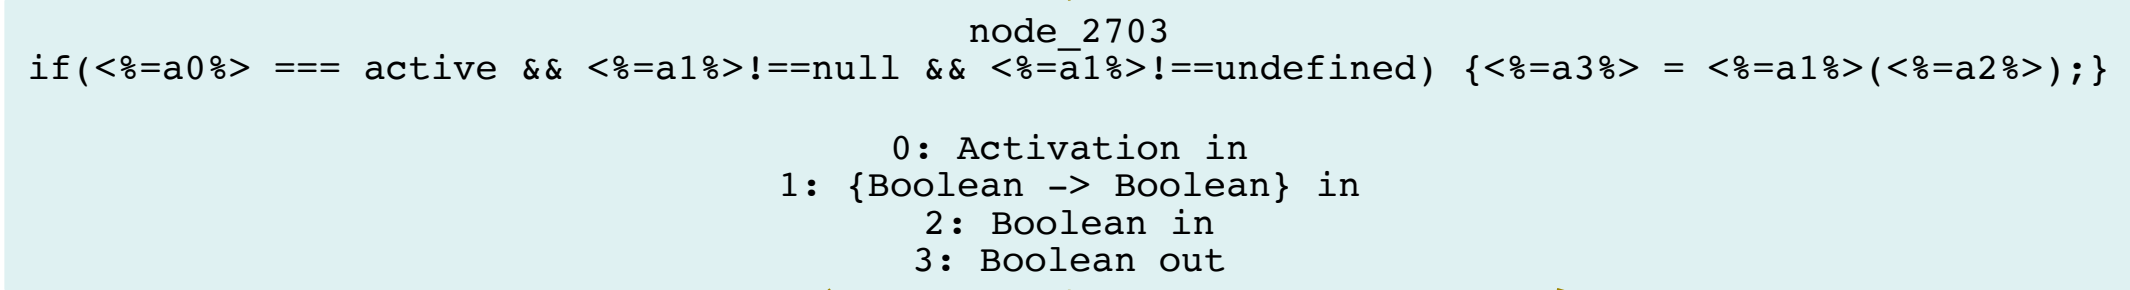 node_2703
if(<%=a0%> === active && <%=a1%>!==null && <%=a1%>!==undefined) {<%=a3%> = <%=a1%>(<%=a2%>);}
0: Activation in
1: {Boolean -> Boolean} in
2: Boolean in
3: Boolean out